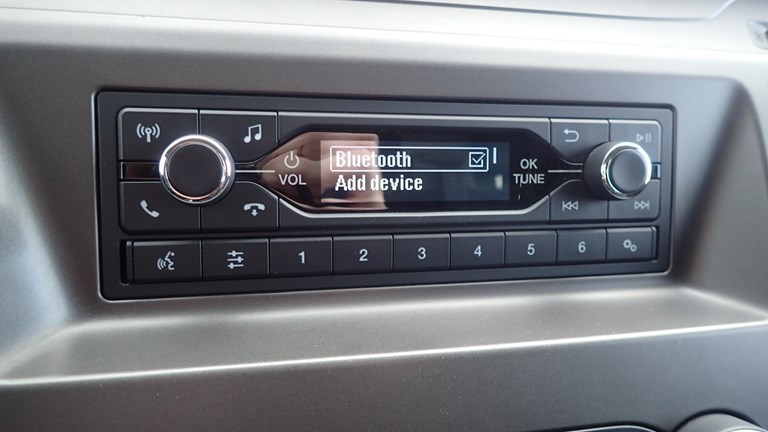 Bluetooth
Add device
VOL
OK
TUNE
1 2 3 4 5 6